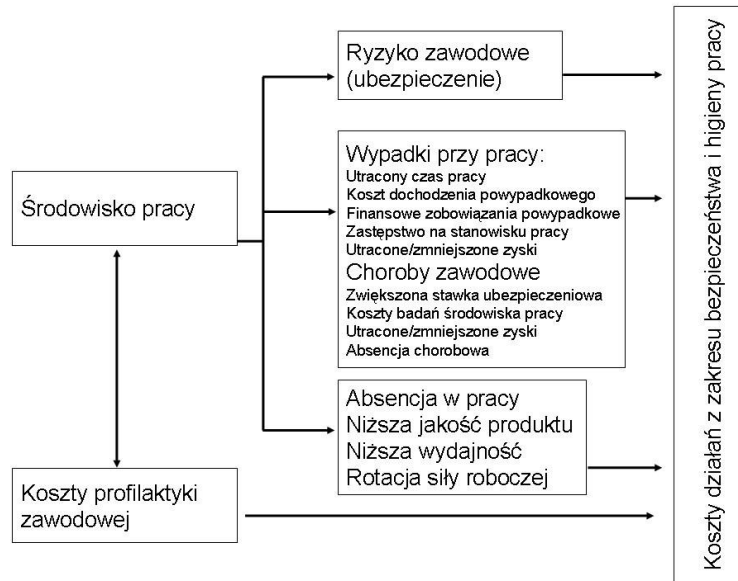 Ryzyko zawodowe
(ubezpieczenie)
Wypadki przy pracy:
Utracony czas pracy
Koszt dochodzenia powypadkowego
Finansowe zobowiązania powypadkowe
Zastępstwo na stanowisku pracy
Utracone/zmniejszone zyski
Choroby zawodowe
Zwiększona stawka ubezpieczeniowa
Koszty badań środowiska pracy
Utracone/zmniejszone zyski
Absencja chorobowa
Środowisko pracy
Absencja w pracy
Niższa jakość produktu
Niższa wydajność
Rotacja siły roboczej
Koszty profilaktyki
zawodowej
Koszty działań z zakresu bezpieczeństwa i higieny pracy